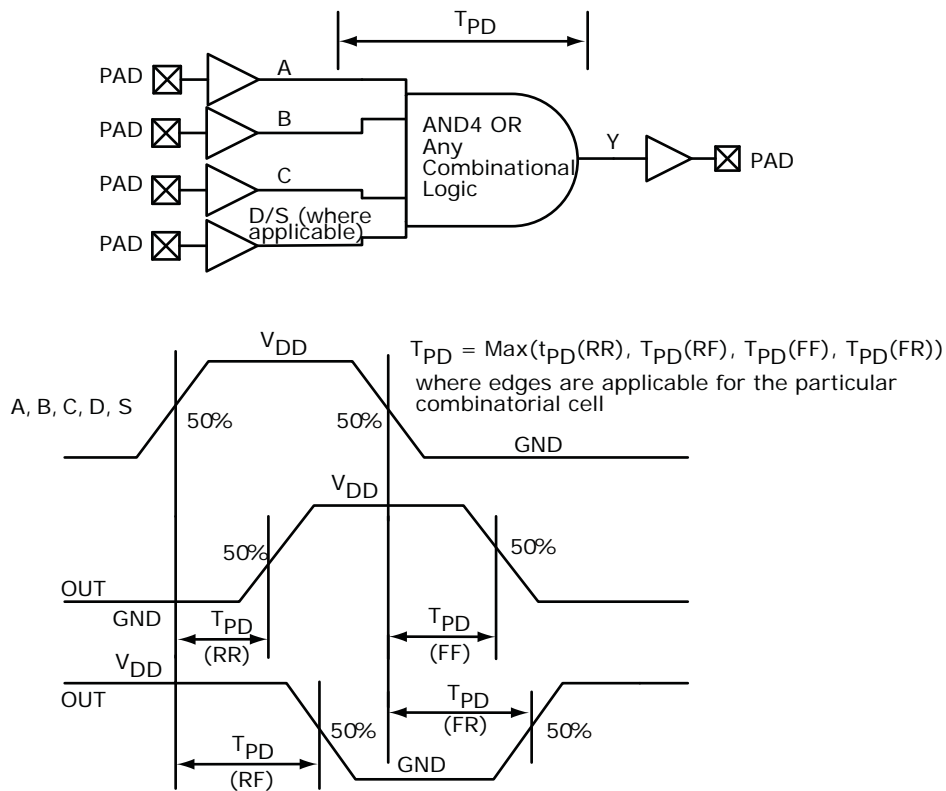 TPD
PAD
A
PAD
B
AND4 OR
Any
Combinational
Logic
Y
PAD
PAD
C
D/S (where
applicable)
PAD
VDD
TPD = Max(tPD(RR), TPD(RF), TPD(FF), TPD(FR))
where edges are applicable for the particular
combinatorial cell
A, B, C, D, S
50%
50%
GND
VDD
50%
50%
OUT
GND
TPD
(RR)
TPD
(FF)
VDD
OUT
TPD
(FR)
50%
50%
TPD
(RF)
GND